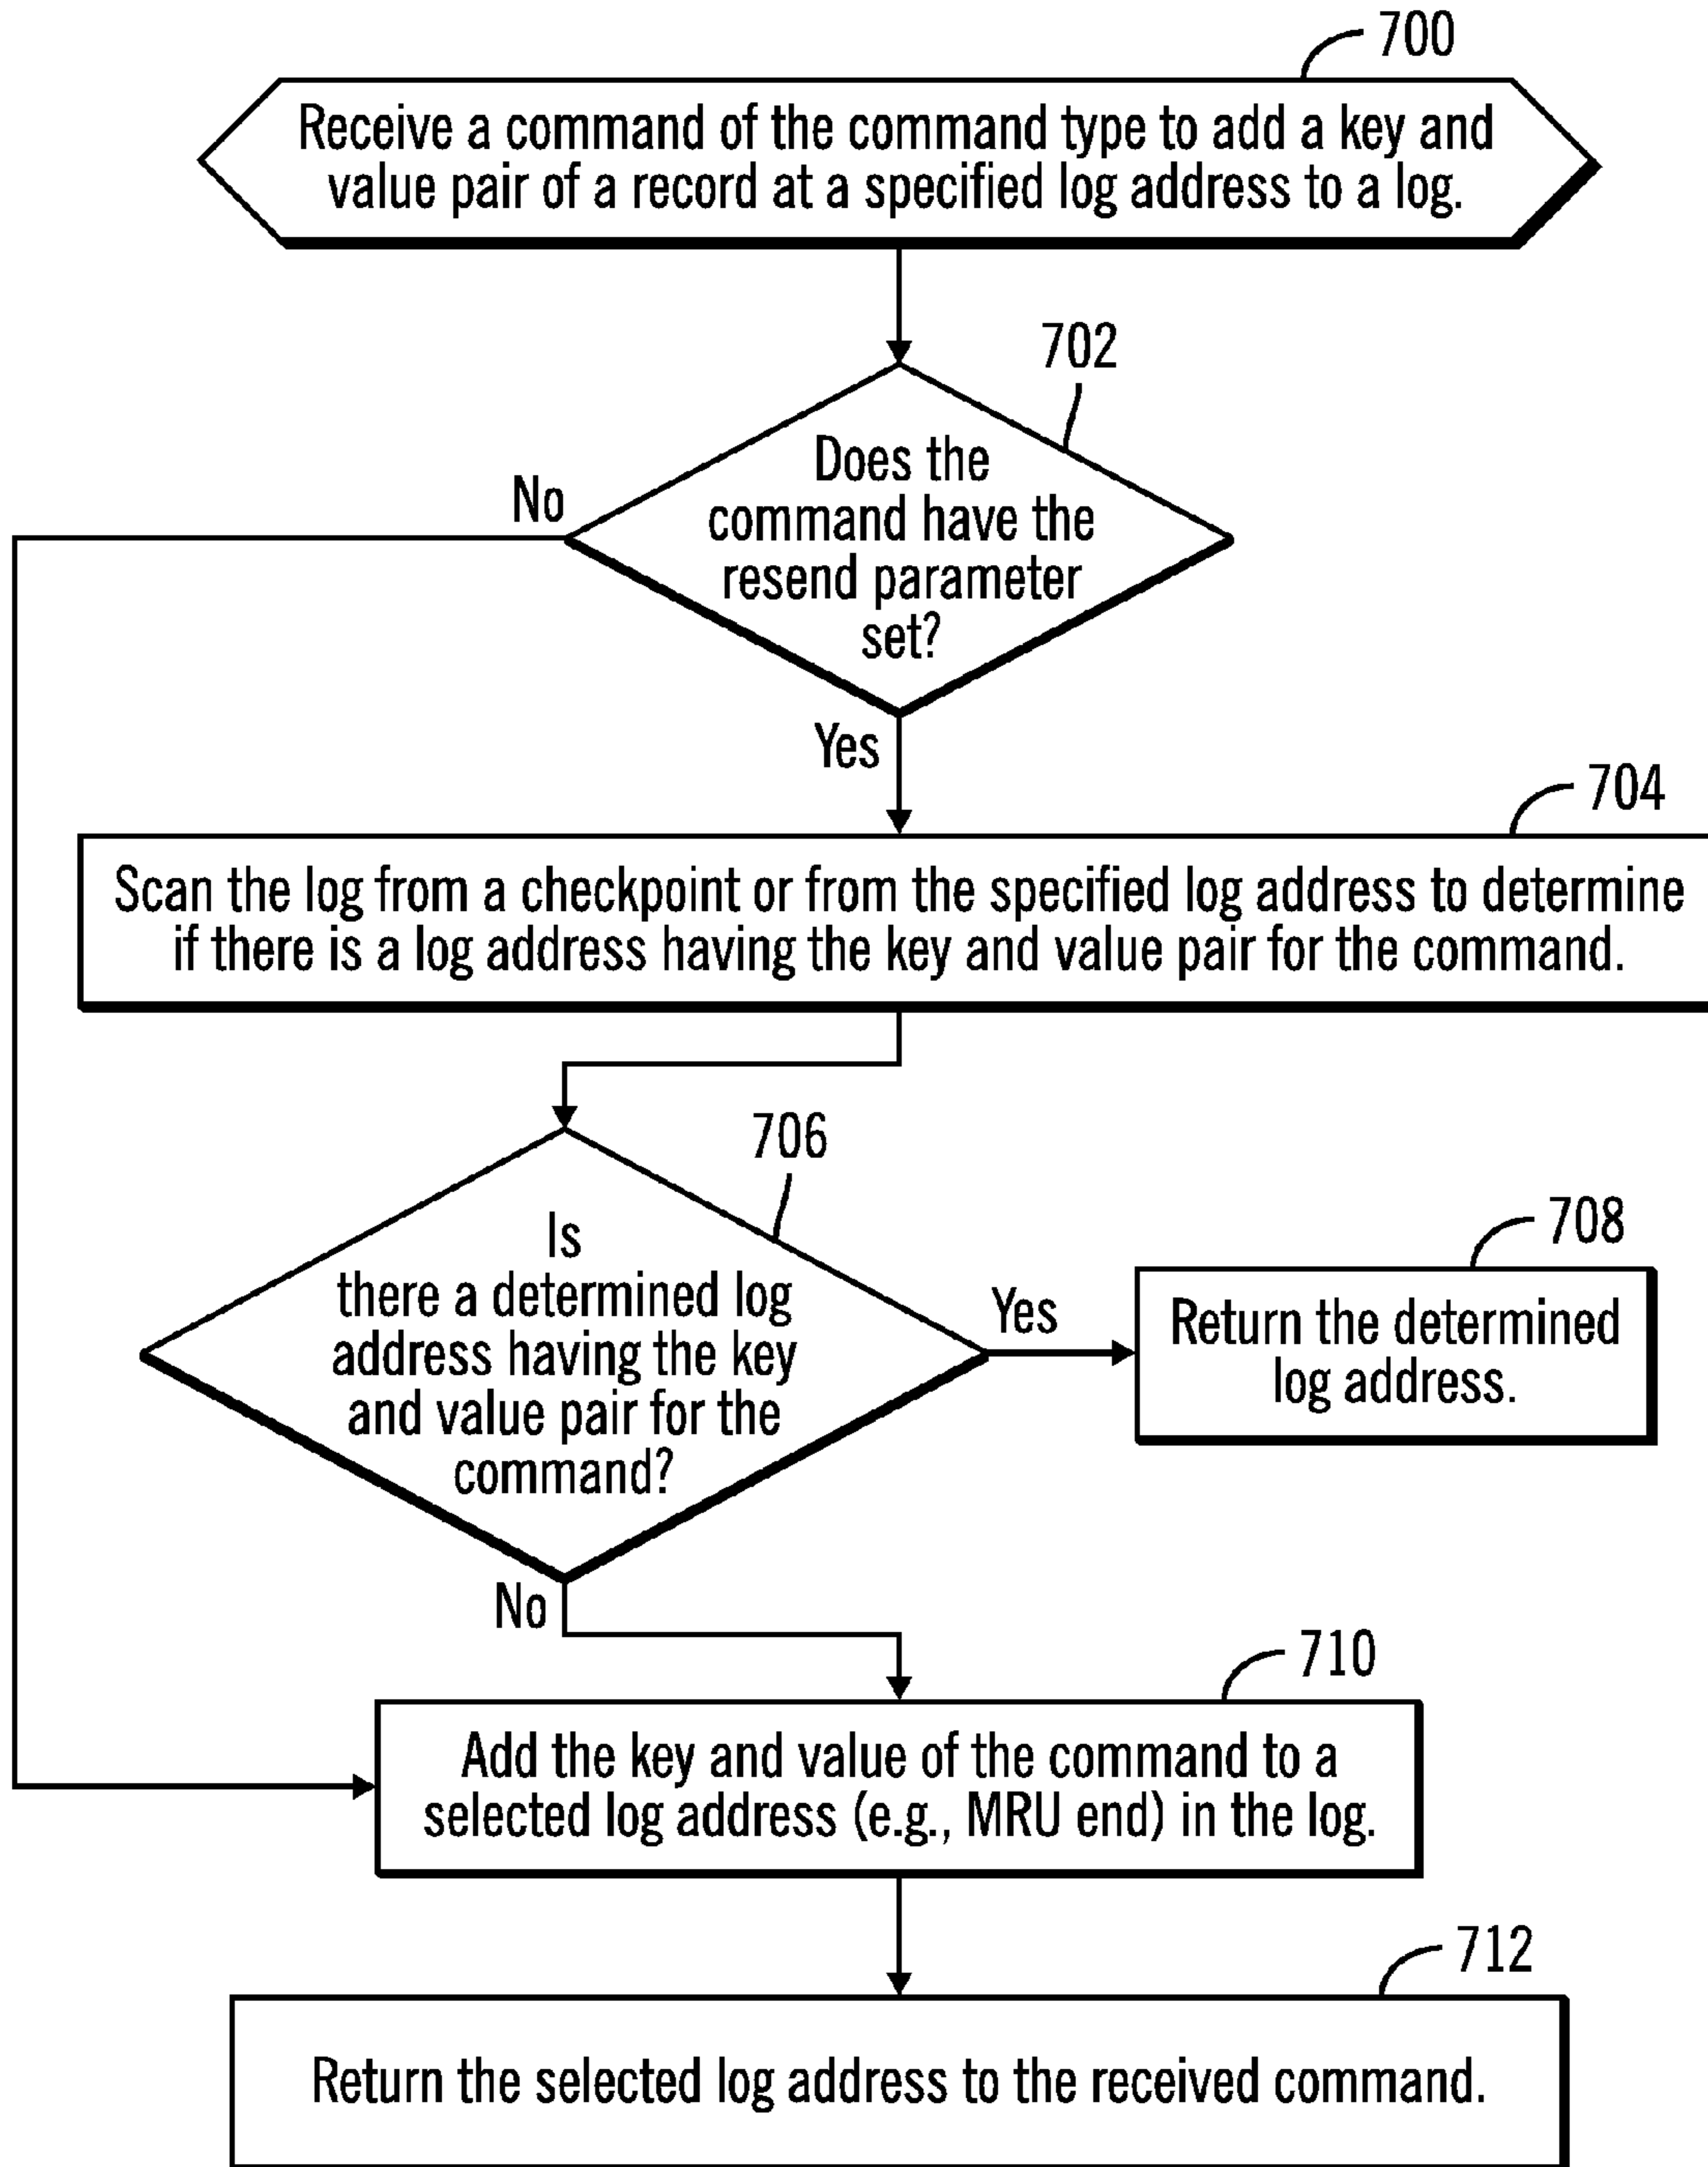 700
Receive a command of the command type to add a key and
value pair of a record at a specified log address to a log.
702
Does the
command have the
resend parameter
set?
No
Yes
704
Scan the log from a checkpoint or from the specified log address to determine
if there is a log address having the key and value pair for the command.
706
Is
there a determined log
address having the key
and value pair for the
command?
Yes
708
Return the determined
log address.
No
710
Add the key and value of the command to a
selected log address (e.g., MRU end) in the log.
712
Return the selected log address to the received command.